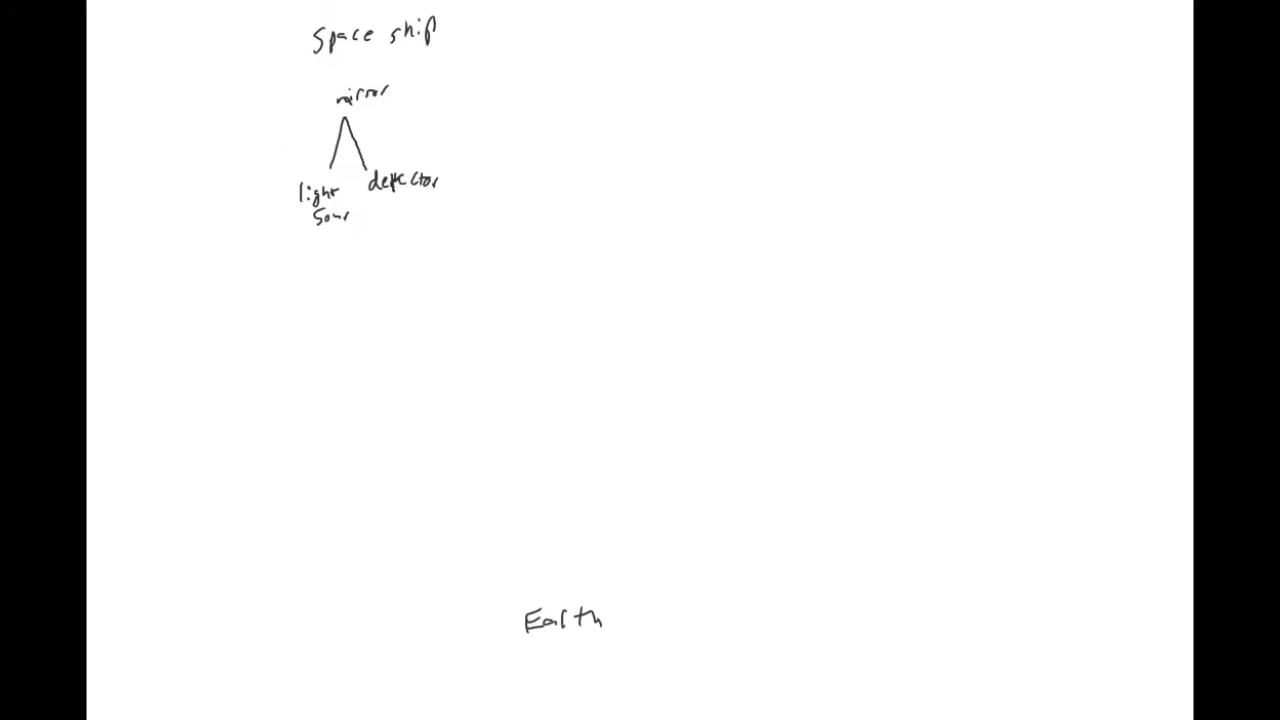 Space ship
mirror
light detector
Sour
Earth